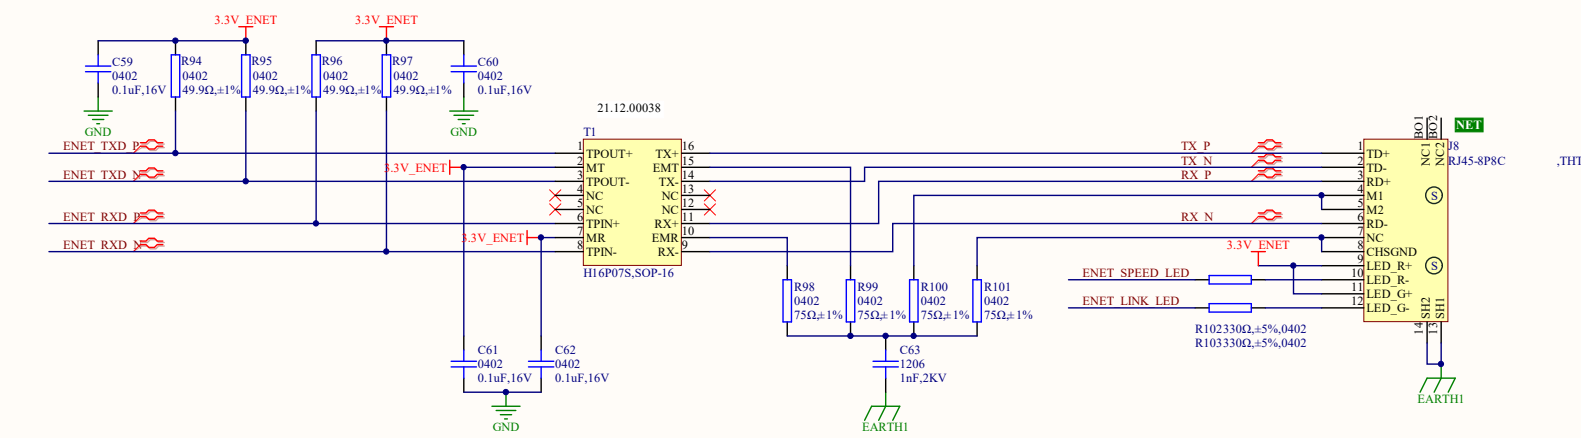 3.3V_ENET
3.3V_ENET
C59
0402
0.1uF,16V
R94
0402
49.9Ω,±1%
R95
0402
49.9Ω,±1%
R96
0402
49.9Ω,±1%
R97
0402
49.9Ω,±1%
C60
0402
0.1uF,16V
GND
GND
21.12.00038
T1
ENET_TXD_P
ENET_TXD_N
ENET_RXD_P
ENET_RXD_N
3.3V_ENET
3.3V_ENET
1 TPOUT+ TX+ 16
2 MT EMT 15
3 TPOUT- TX- 14
4 NC NC 13
5 NC NC 12
6 TPIN+ RX+ 11
7 MR EMR 10
8 TPIN- RX- 9
H16P07S,SOP-16
TX_P
TX_N
RX_P
RX_N
3.3V_ENET
ENET_SPEED_LED
ENET_LINK_LED
BO1
BO2
NET
J8
RJ45-8P8C ,THT
NC1
NC2
1 TD+
2 TD-
3 RD+
4 M1
5 M2
6 RD-
7 NC
8 CHSGND
9 LED_R+
10 LED_R-
11 LED_G+
12 LED_G-
S
S
SH2
SH1
14
13
R98
0402
75Ω,±1%
R99
0402
75Ω,±1%
R100
0402
75Ω,±1%
R101
0402
75Ω,±1%
R102330Ω,±5%,0402
R103330Ω,±5%,0402
C61
0402
0.1uF,16V
C62
0402
0.1uF,16V
C63
1206
1nF,2KV
GND
EARTH1
EARTH1